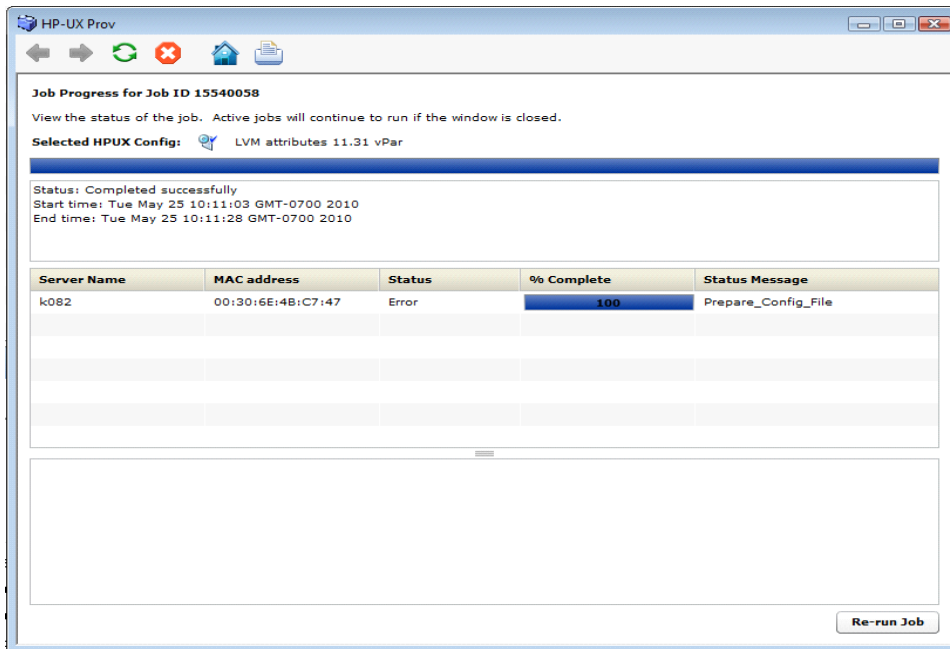 HP-UX Prov
Job Progress for Job ID 15540058
View the status of the job. Active jobs will continue to run if the window is closed.
Selected HPUX Config: LVM attributes 11.31 vPar
Status: Completed successfully
Start time: Tue May 25 10:11:03 GMT-0700 2010
End time: Tue May 25 10:11:28 GMT-0700 2010
Server Name MAC address Status % Complete Status Message
k082 00:30:6E:4B:C7:47 Error 100 Prepare_Config_File
Re-run Job